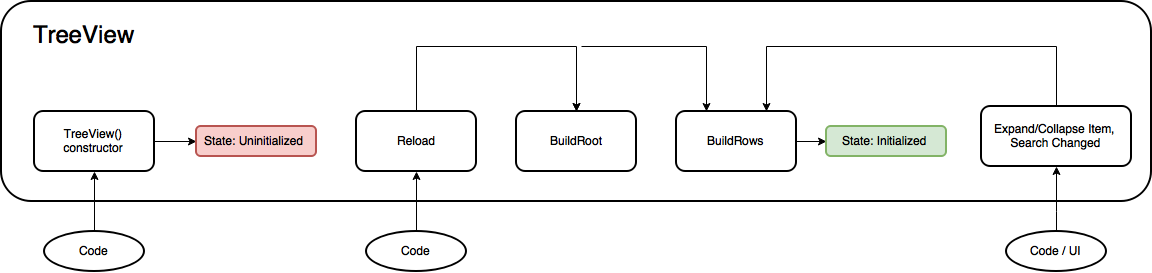 TreeView
TreeView()
constructor
State: Uninitialized
Reload
BuildRoot
BuildRows
State: Initialized
Expand/Collapse Item,
Search Changed
Code
Code
Code / UI